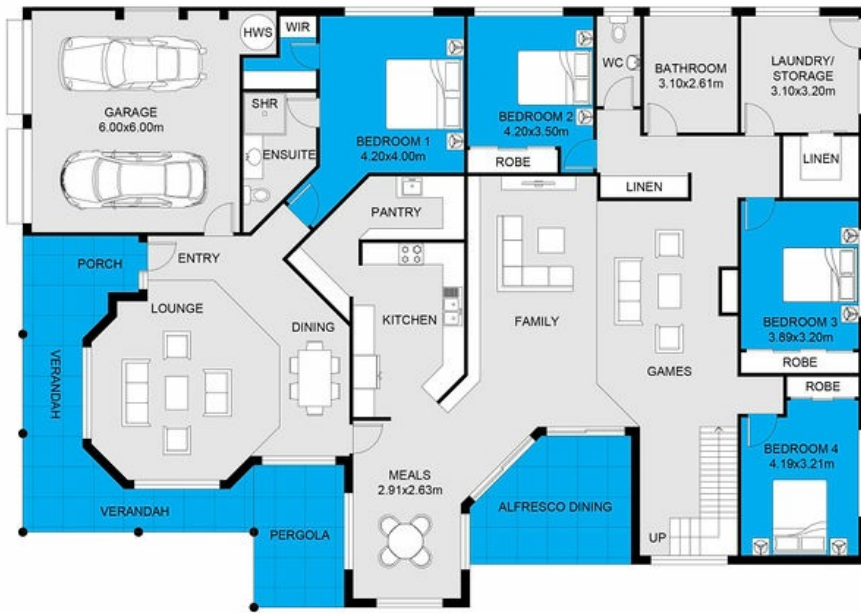 HWS
WIR
GARAGE
6.00x6.00m
SHR
ENSUITE
BEDROOM 1
4.20x4.00m
BEDROOM 2
4.20x3.50m
ROBE
WC
BATHROOM
3.10x2.61m
LAUNDRY/
STORAGE
3.10x3.20m
LINEN
LINEN
PANTRY
PORCH
ENTRY
LOUNGE
DINING
KITCHEN
FAMILY
GAMES
BEDROOM 3
3.89x3.20m
ROBE
ROBE
VERANDAH
BEDROOM 4
4.19x3.21m
MEALS
2.91x2.63m
ALFRESCO DINING
VERANDAH
PERGOLA
UP